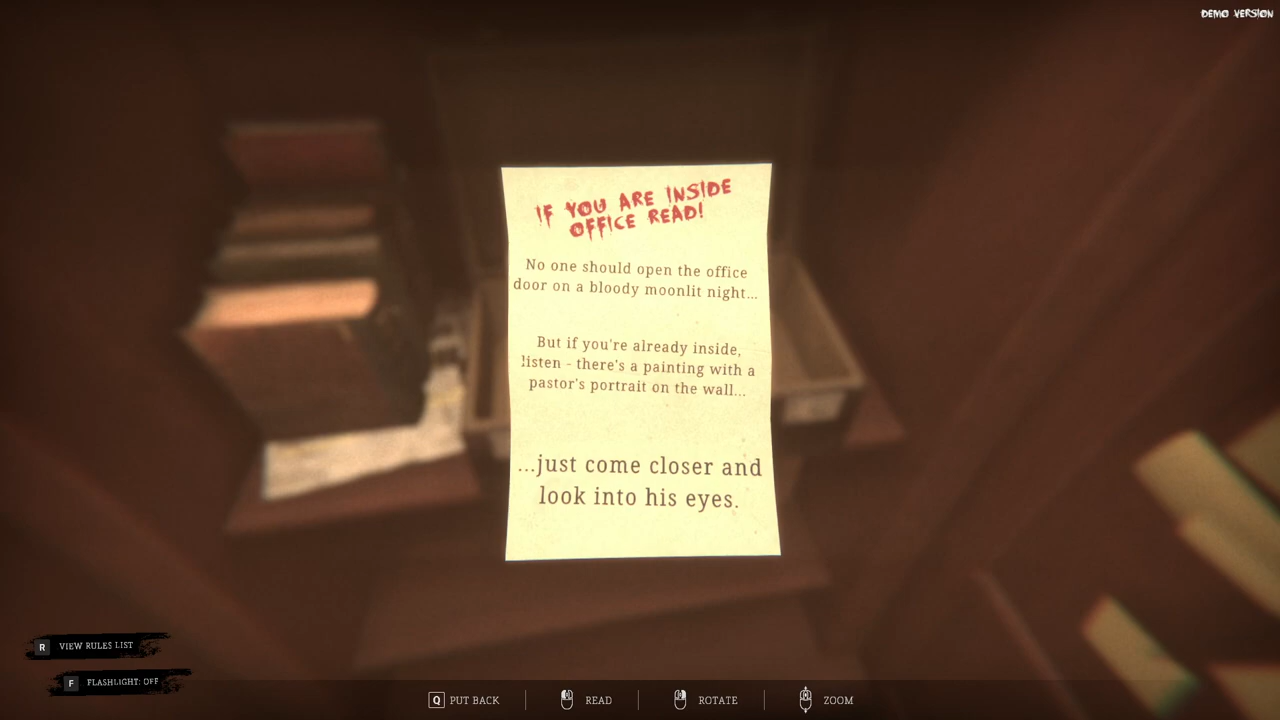 DEMO VERSION
IF YOU ARE INSIDE
OFFICE READ!
No one should open the office
door on a bloody moonlit night...
But if you're already inside,
listen - there's a painting with a
pastor's portrait on the wall...
...just come closer and
look into his eyes.
R VIEW RULES LIST
F FLASHLIGHT: OFF
Q PUT BACK
READ
ROTATE
ZOOM